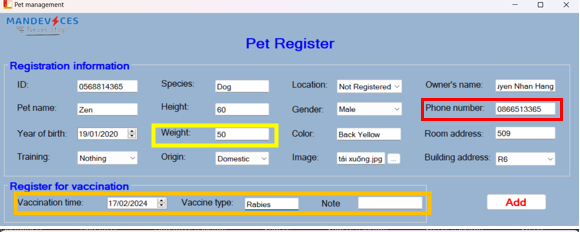 Pet management
MANDEVICES
Pet Register
Registration information
ID: 0568814365 Species: Dog Location: Not Registered Owner's name: uyen Nhan Hang
Pet name: Zen Height: 60 Gender: Male Phone number: 0866513365
Year of birth: 19/01/2020 Weight: 50 Color: Back Yellow Room address: 509
Training: Nothing Origin: Domestic Image: tải xuống.jpg ... Building address: R6
Register for vaccination
Vaccination time: 17/02/2024 Vaccine type: Rabies Note Add